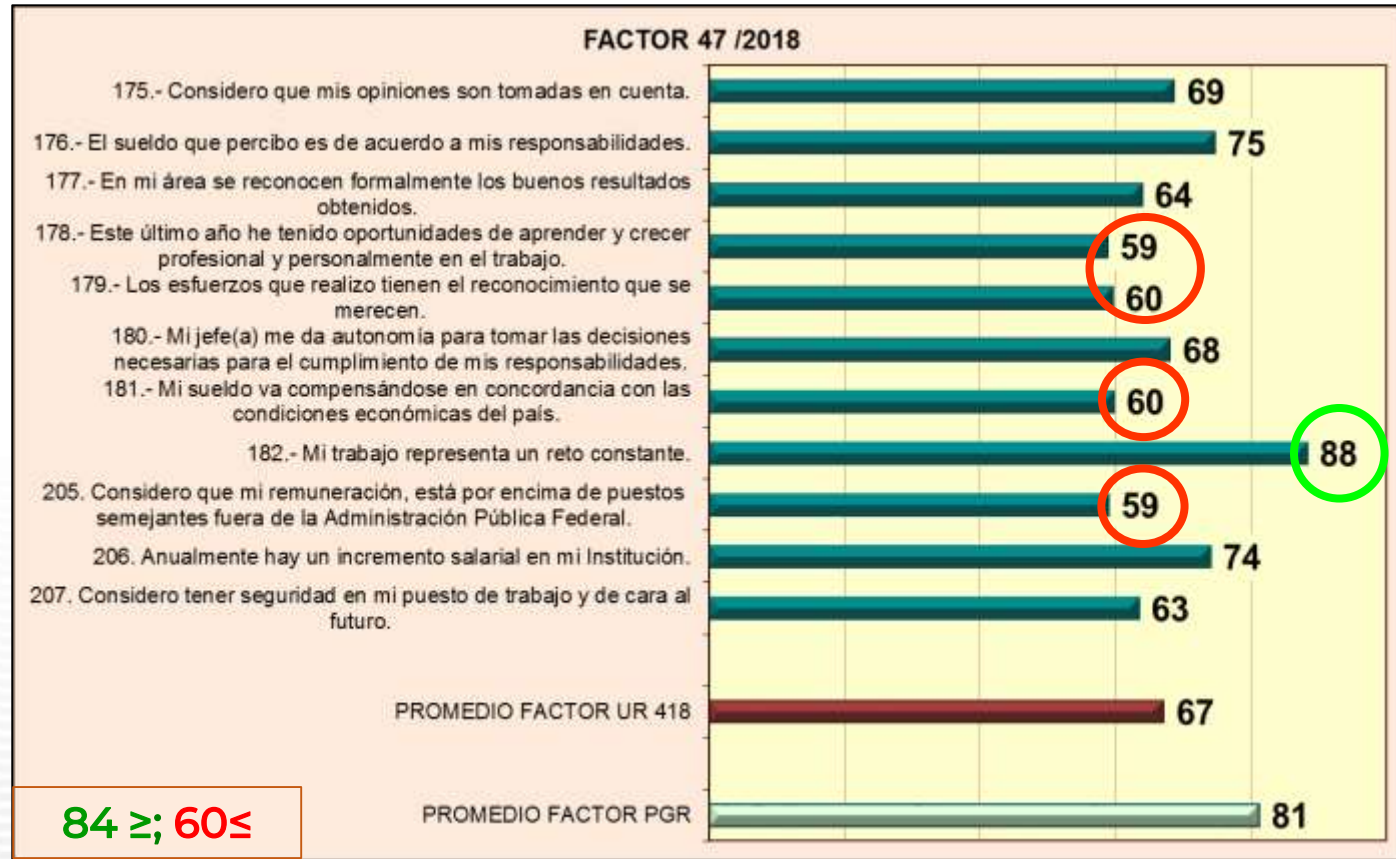 FACTOR 47 /2018
175.- Considero que mis opiniones son tomadas en cuenta.
69
176.- El sueldo que percibo es de acuerdo a mis responsabilidades.
75
177.- En mi área se reconocen formalmente los buenos resultados
obtenidos.
64
178.- Este último año he tenido oportunidades de aprender y crecer
profesional y personalmente en el trabajo.
59
179.- Los esfuerzos que realizo tienen el reconocimiento que se
merecen.
60
180.- Mi jefe(a) me da autonomía para tomar las decisiones
necesarias para el cumplimiento de mis responsabilidades.
68
181.- Mi sueldo va compensándose en concordancia con las
condiciones económicas del país.
60
182.- Mi trabajo representa un reto constante.
88
205. Considero que mi remuneración, está por encima de puestos
semejantes fuera de la Administración Pública Federal.
59
206. Anualmente hay un incremento salarial en mi Institución.
74
207. Considero tener seguridad en mi puesto de trabajo y de cara al
futuro.
63
PROMEDIO FACTOR UR 418
67
PROMEDIO FACTOR PGR
81
84 ≥; 60≤